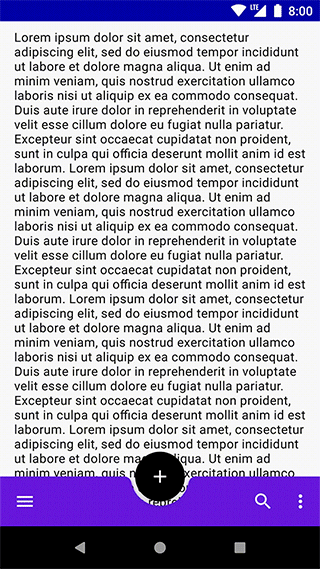 LTE 8:00
Lorem ipsum dolor sit amet, consectetur
adipiscing elit, sed do eiusmod tempor incididunt
ut labore et dolore magna aliqua. Ut enim ad
minim veniam, quis nostrud exercitation ullamco
laboris nisi ut aliquip ex ea commodo consequat.
Duis aute irure dolor in reprehenderit in voluptate
velit esse cillum dolore eu fugiat nulla pariatur.
Excepteur sint occaecat cupidatat non proident,
sunt in culpa qui officia deserunt mollit anim id est
laborum. Lorem ipsum dolor sit amet, consectetur
adipiscing elit, sed do eiusmod tempor incididunt
ut labore et dolore magna aliqua. Ut enim ad
minim veniam, quis nostrud exercitation ullamco
laboris nisi ut aliquip ex ea commodo consequat.
Duis aute irure dolor in reprehenderit in voluptate
velit esse cillum dolore eu fugiat nulla pariatur.
Excepteur sint occaecat cupidatat non proident,
sunt in culpa qui officia deserunt mollit anim id est
laborum. Lorem ipsum dolor sit amet, consectetur
adipiscing elit, sed do eiusmod tempor incididunt
ut labore et dolore magna aliqua. Ut enim ad
minim veniam, quis nostrud exercitation ullamco
laboris nisi ut aliquip ex ea commodo consequat.
Duis aute irure dolor in reprehenderit in voluptate
velit esse cillum dolore eu fugiat nulla pariatur.
Excepteur sint occaecat cupidatat non proident,
sunt in culpa qui officia deserunt mollit anim id est
laborum. Lorem ipsum dolor sit amet, consectetur
adipiscing elit, sed do eiusmod tempor incididunt
ut labore et dolore magna aliqua. Ut enim ad
minim veniam, quis exercitation ullamco